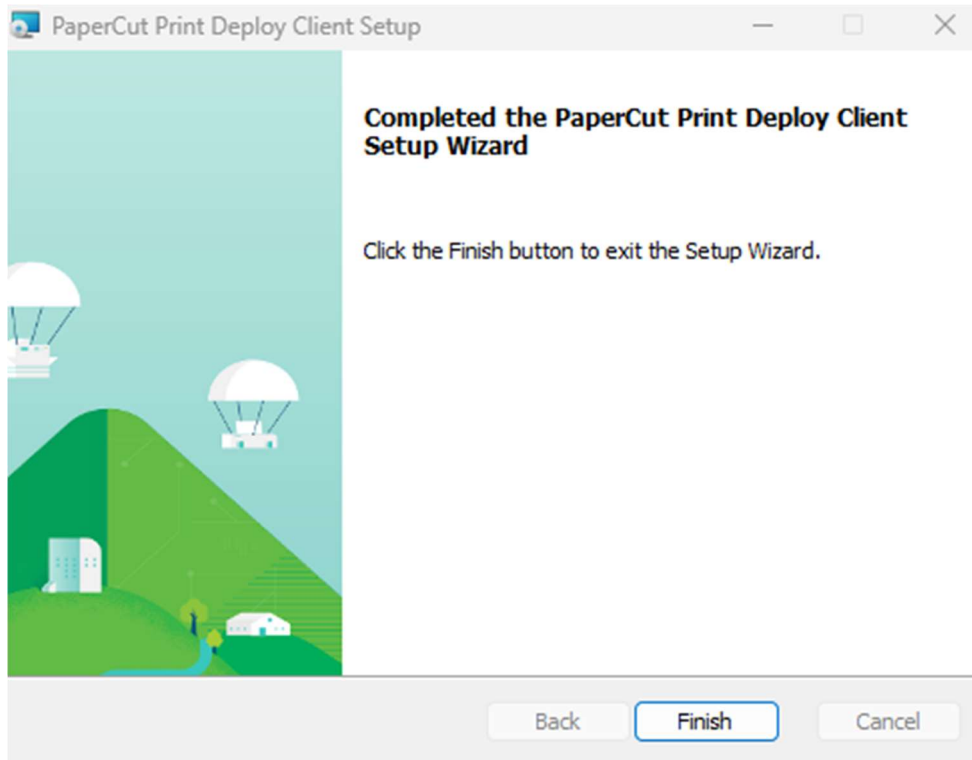 PaperCut Print Deploy Client Setup
Completed the PaperCut Print Deploy Client
Setup Wizard
Click the Finish button to exit the Setup Wizard.
Back
Finish
Cancel